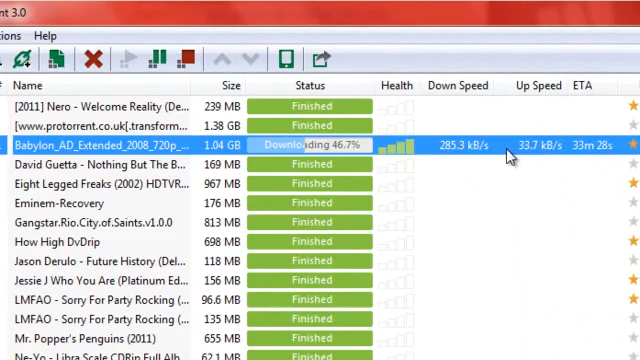 ent 3.0
tions Help
# Name Size Status Health Down Speed Up Speed ETA
[2011] Nero - Welcome Reality (De... 239 MB Finished
[www.protorrent.co.uk[.transform... 1.38 GB Finished
Babylon_AD_Extended_2008_720p_... 1.04 GB Downloading 46.7% 285.3 kB/s 33.7 kB/s 33m 28s
David Guetta - Nothing But The B... 169 MB Finished
Eight Legged Freaks (2002) HDTVR... 998 MB Finished
Eminem-Recovery 176 MB Finished
Gangstar.Rio.City.of.Saints.v1.0.0 213 MB Finished
How High DvDrip 698 MB Finished
Jason Derulo - Future History (Del... 118 MB Finished
Jessie J Who You Are (Platinum Ed... 156 MB Finished
LMFAO - Sorry For Party Rocking (... 96.6 MB Finished
LMFAO - Sorry For Party Rocking (... 136 MB Finished
Mr. Popper's Penguins (2011) 655 MB Finished
Ne-Yo - Libra Scale CDRip Full Alb... 62.1 MB Finished